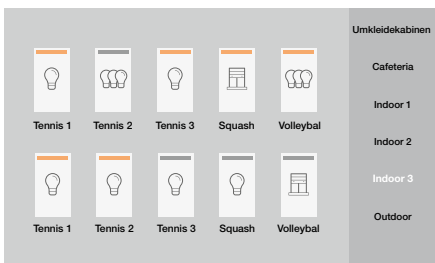 Umkleidekabinen
Cafeteria
Tennis 1 Tennis 2 Tennis 3 Squash Volleybal
Indoor 1
Indoor 2
Indoor 3
Tennis 1 Tennis 2 Tennis 3 Squash Volleybal
Outdoor